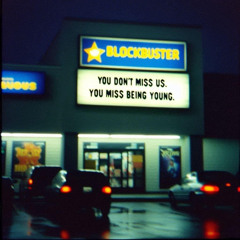 BLOCKBUSTER
YOU DON'T MISS US.
YOU MISS BEING YOUNG.